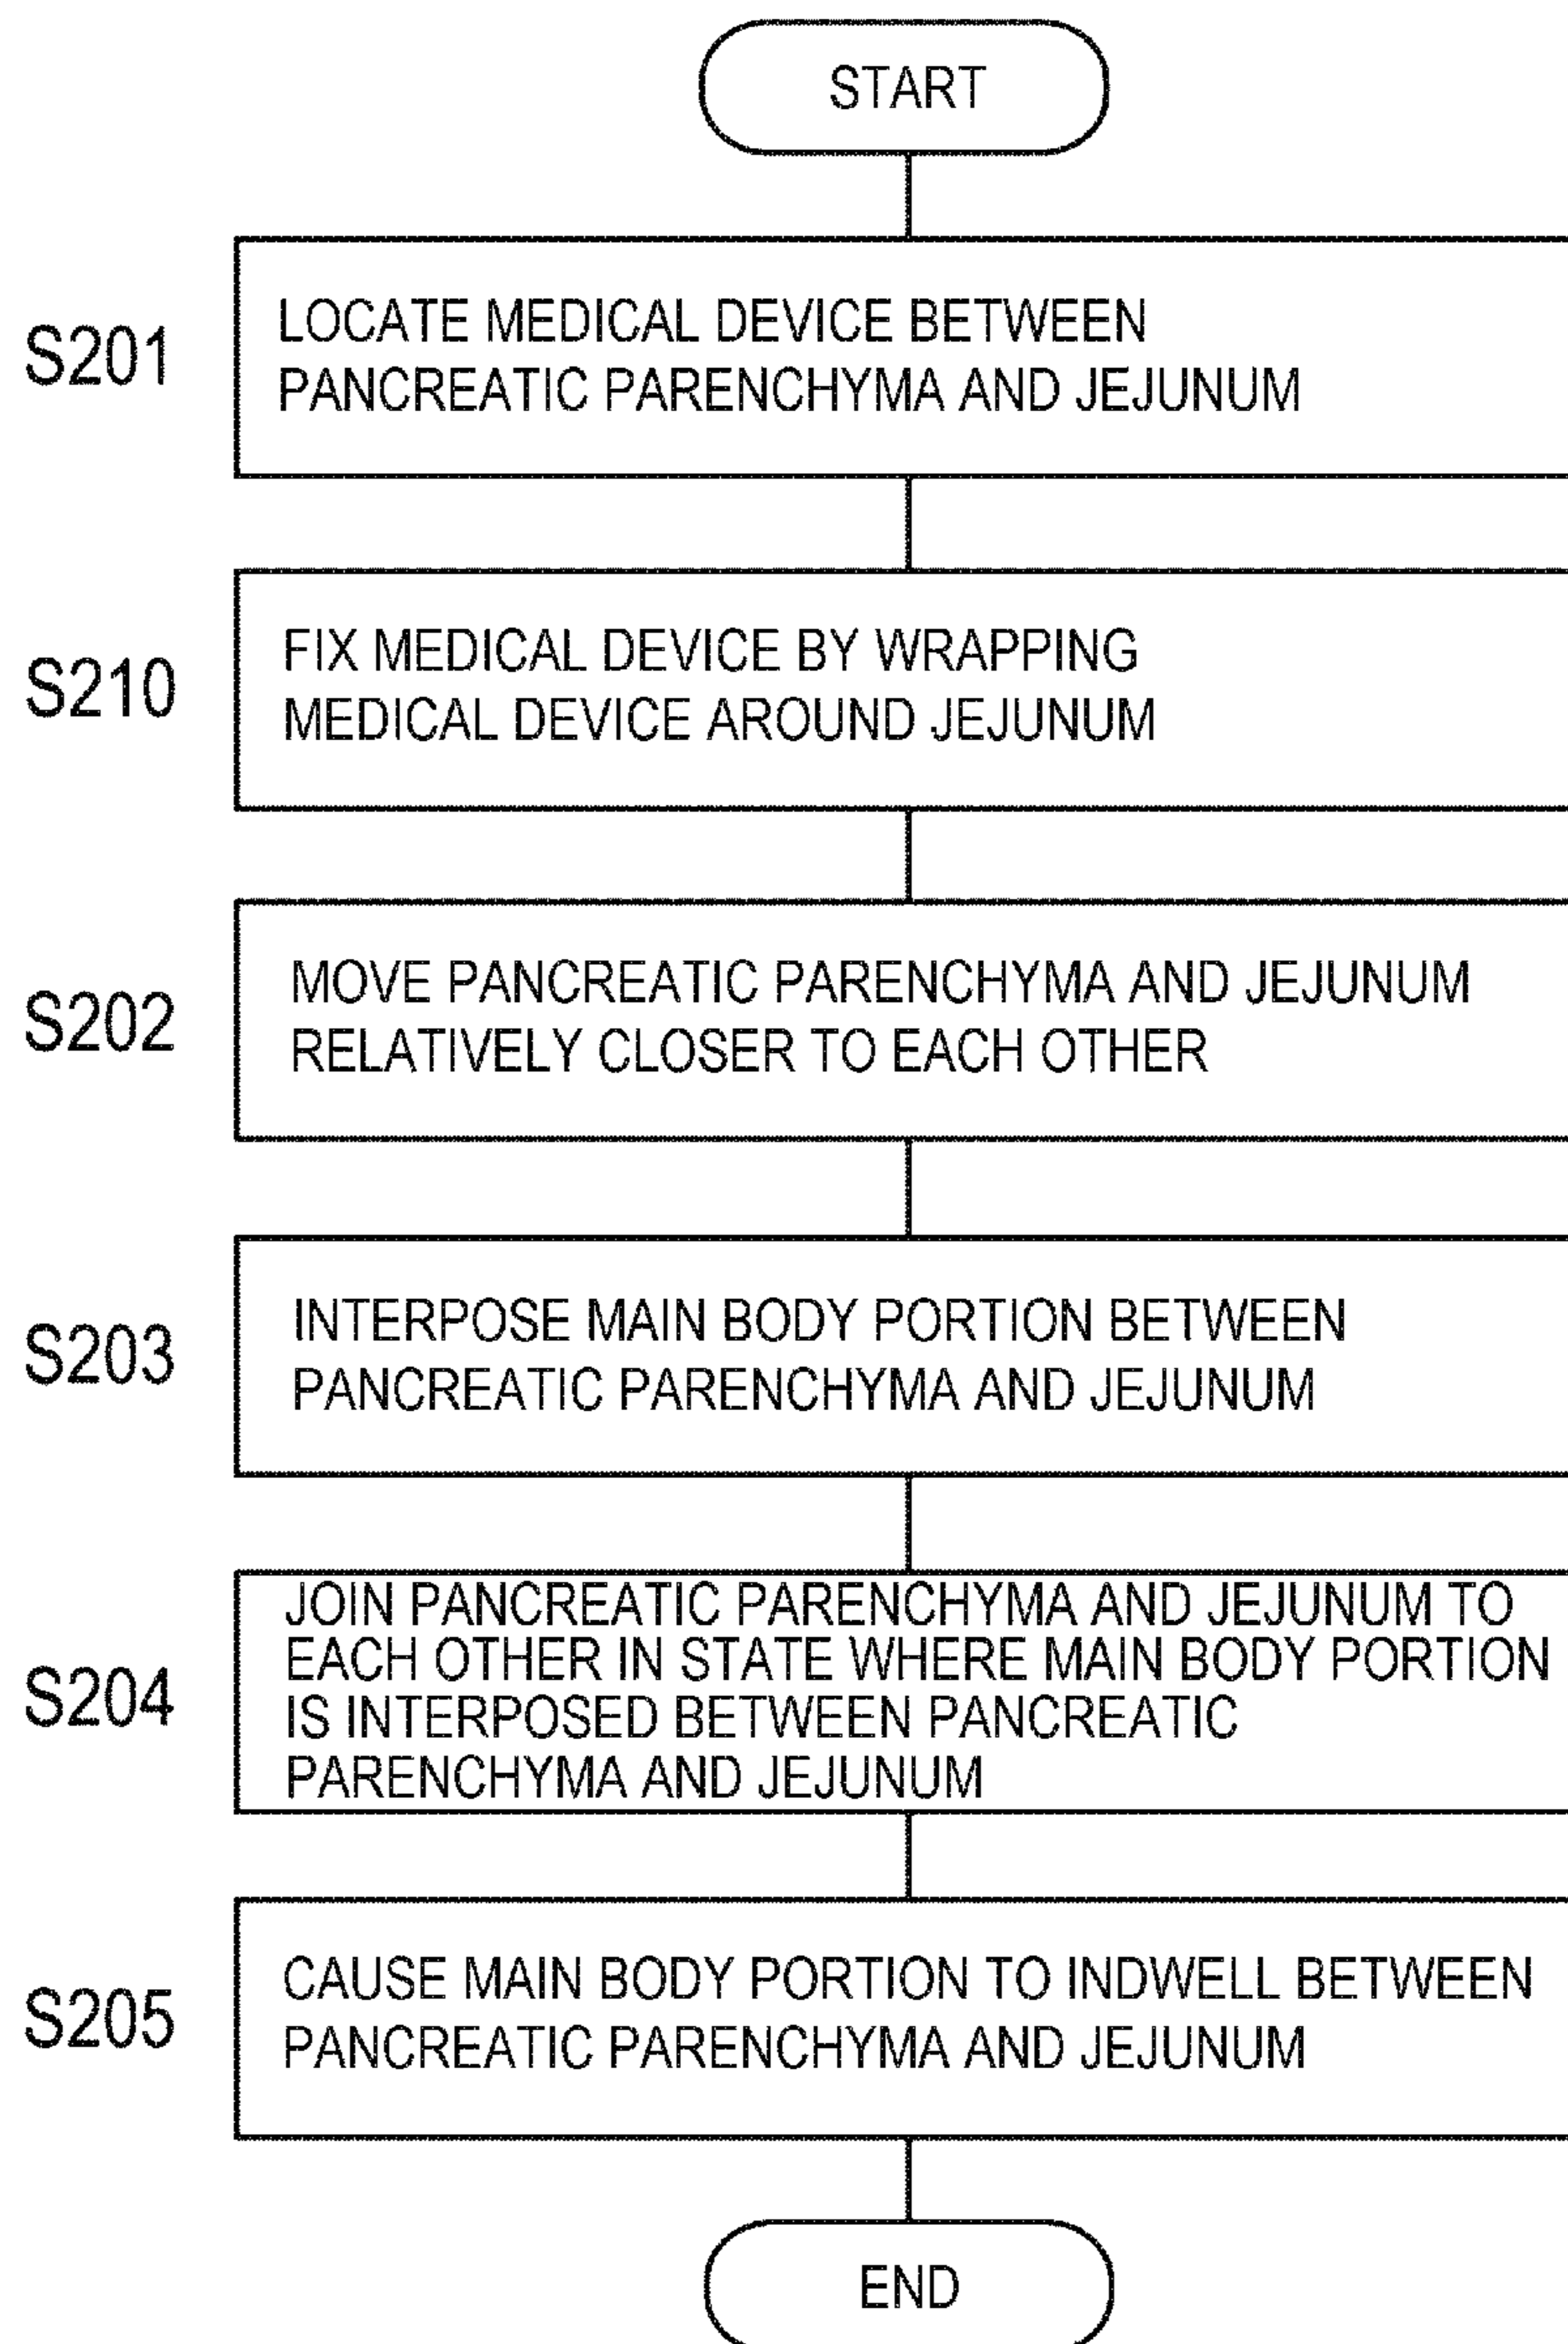 START
S201
LOCATE MEDICAL DEVICE BETWEEN
PANCREATIC PARENCHYMA AND JEJUNUM
S210
FIX MEDICAL DEVICE BY WRAPPING
MEDICAL DEVICE AROUND JEJUNUM
S202
MOVE PANCREATIC PARENCHYMA AND JEJUNUM
RELATIVELY CLOSER TO EACH OTHER
S203
INTERPOSE MAIN BODY PORTION BETWEEN
PANCREATIC PARENCHYMA AND JEJUNUM
S204
JOIN PANCREATIC PARENCHYMA AND JEJUNUM TO
EACH OTHER IN STATE WHERE MAIN BODY PORTION
IS INTERPOSED BETWEEN PANCREATIC
PARENCHYMA AND JEJUNUM
S205
CAUSE MAIN BODY PORTION TO INDWELL BETWEEN
PANCREATIC PARENCHYMA AND JEJUNUM
END